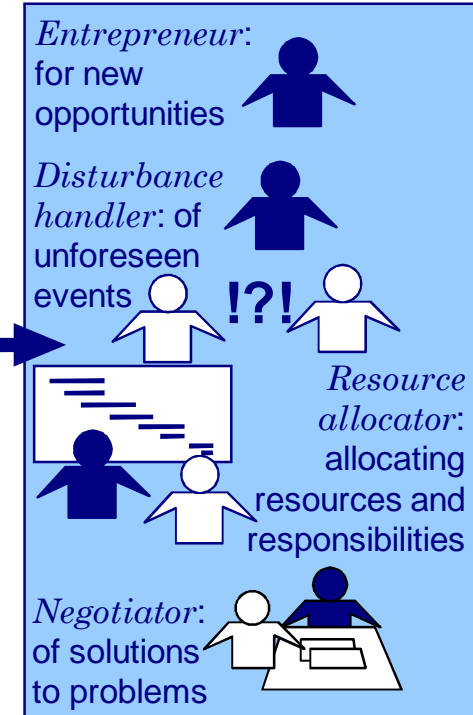 Entrepreneur:
for new
opportunities
Disturbance
handler: of
unforeseen
events
!?!
Resource
allocator:
allocating
resources and
responsibilities
Negotiator:
of solutions
to problems